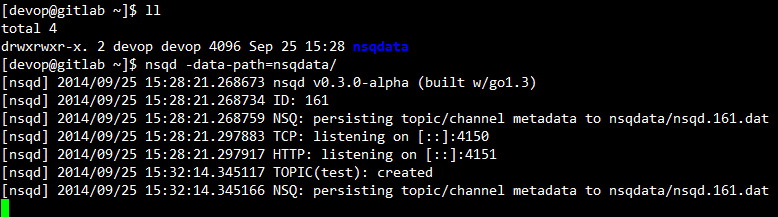 [devop@gitlab ~]$ ll
total 4
drwxrwxr-x. 2 devop devop 4096 Sep 25 15:28 nsqdata
[devop@gitlab ~]$ nsqd -data-path=nsqdata/
[nsqd] 2014/09/25 15:28:21.268673 nsqd v0.3.0-alpha (built w/go1.3)
[nsqd] 2014/09/25 15:28:21.268734 ID: 161
[nsqd] 2014/09/25 15:28:21.268759 NSQ: persisting topic/channel metadata to nsqdata/nsqd.161.dat
[nsqd] 2014/09/25 15:28:21.297883 TCP: listening on [::]:4150
[nsqd] 2014/09/25 15:28:21.297917 HTTP: listening on [::]:4151
[nsqd] 2014/09/25 15:32:14.345117 TOPIC(test): created
[nsqd] 2014/09/25 15:32:14.345166 NSQ: persisting topic/channel metadata to nsqdata/nsqd.161.dat